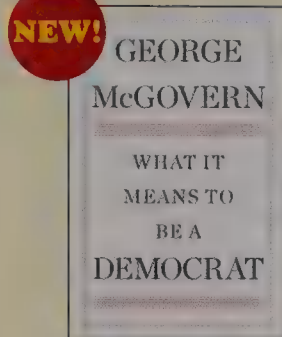 NEW!
GEORGE
McGOVERN
WHAT IT
MEANS TO
BE A
DEMOCRAT